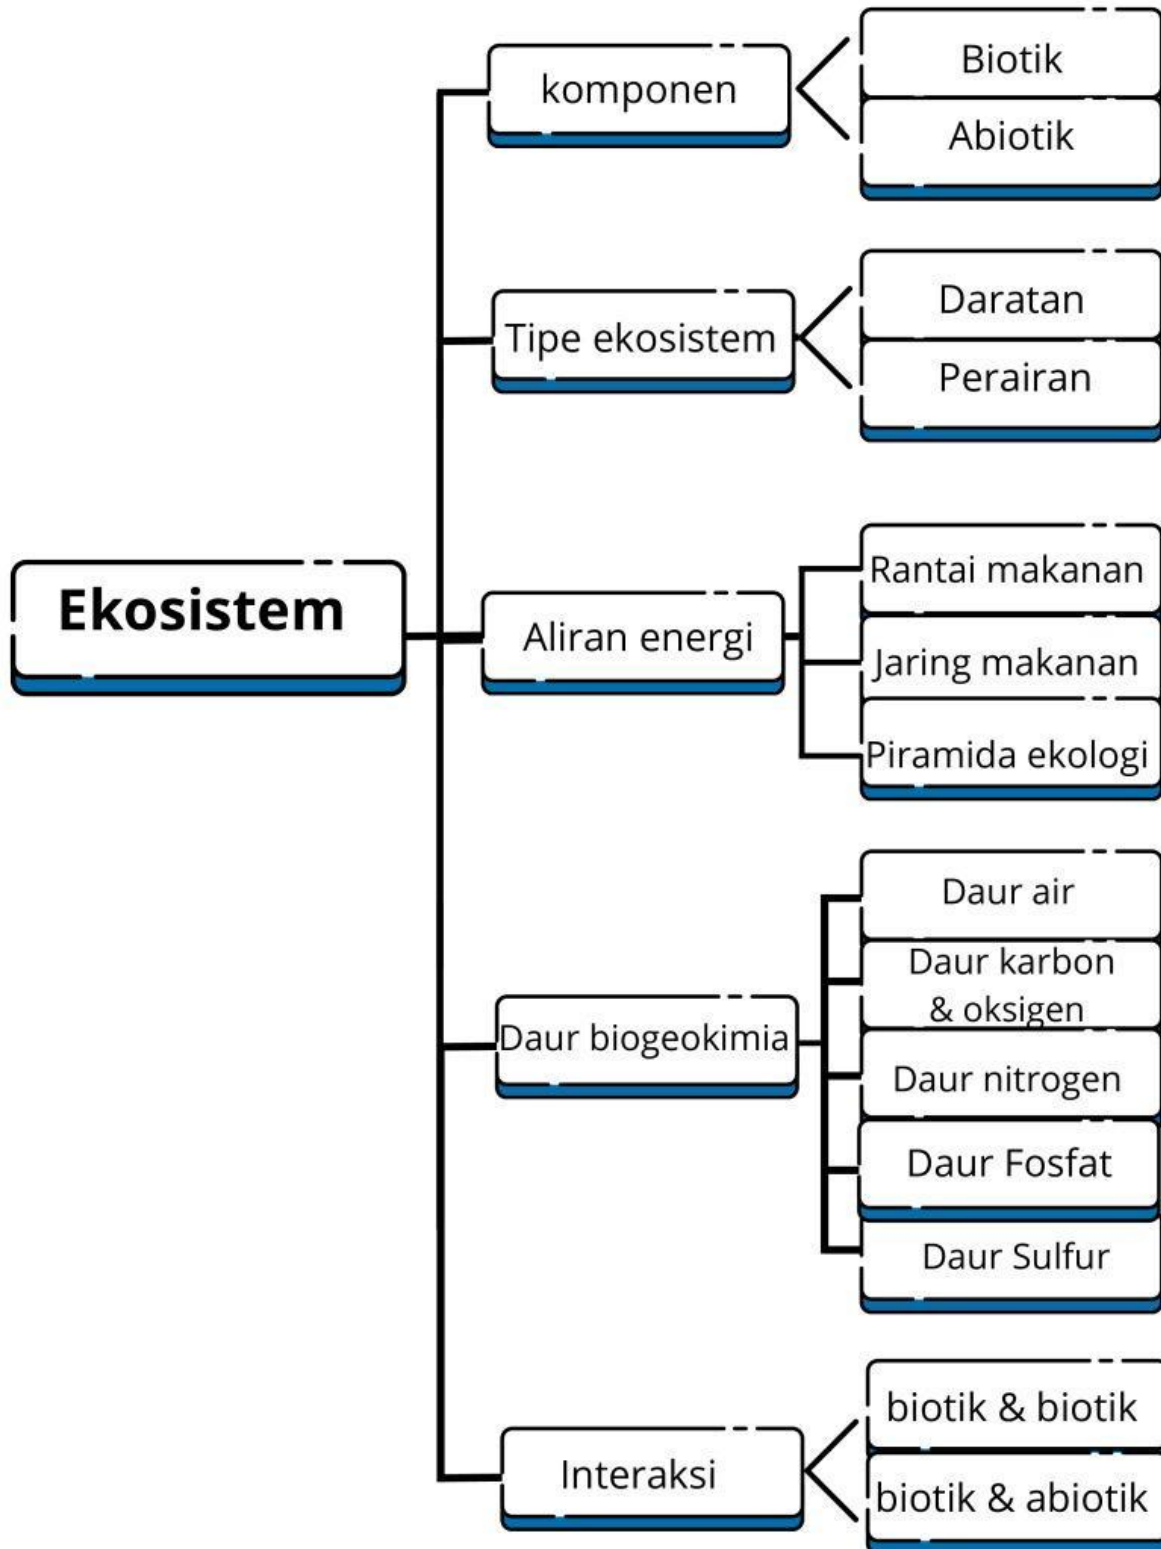 Ekosistem
komponen
Biotik
Abiotik
Tipe ekosistem
Daratan
Perairan
Aliran energi
Rantai makanan
Jaring makanan
Piramida ekologi
Daur biogeokimia
Daur air
Daur karbon
& oksigen
Daur nitrogen
Daur Fosfat
Daur Sulfur
Interaksi
biotik & biotik
biotik & abiotik